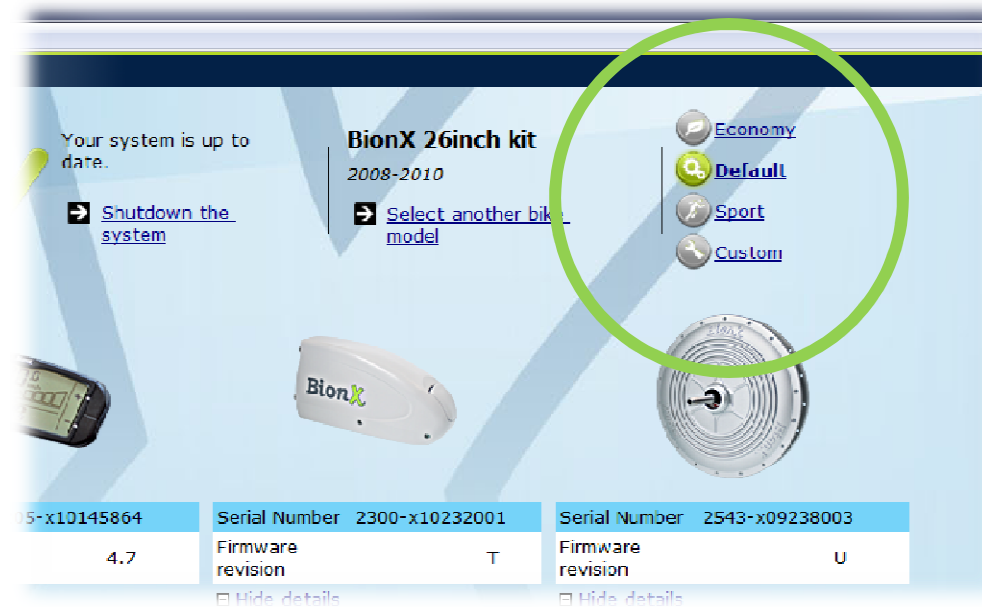 Your system is up to
date.
Shutdown the
system
BionX 26inch kit
2008-2010
Select another bike
model
Economy
Default
Sport
Custom
BionX
5-x10145864
4.7
Serial Number 2300-x10232001
Firmware
revision
T
Hide details
Serial Number 2543-x09238003
Firmware
revision
U
Hide details